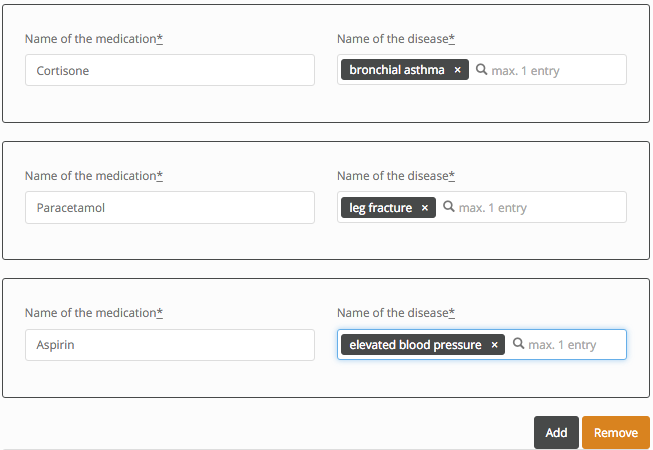 Name of the medication* Name of the disease*
Cortisone bronchial asthma × max. 1 entry
Name of the medication* Name of the disease*
Paracetamol leg fracture × max. 1 entry
Name of the medication* Name of the disease*
Aspirin elevated blood pressure × max. 1 entry
Add Remove